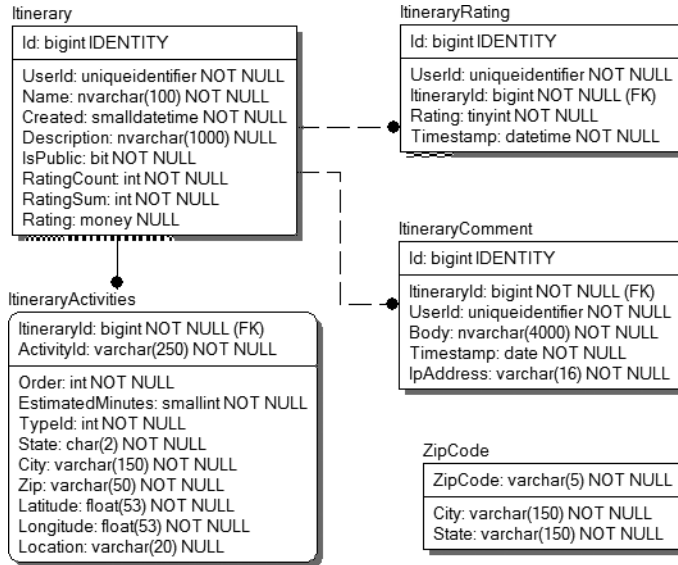 Itinerary
Id: bigint IDENTITY
UserId: uniqueidentifier NOT NULL
Name: nvarchar(100) NOT NULL
Created: smalldatetime NOT NULL
Description: nvarchar(1000) NOT NULL
IsPublic: bit NOT NULL
RatingCount: int NOT NULL
RatingSum: int NOT NULL
Rating: money NULL
ItineraryRating
Id: bigint IDENTITY
UserId: uniqueidentifier NOT NULL
ItineraryId: bigint NOT NULL (FK)
Rating: tinyint NOT NULL
Timestamp: datetime NOT NULL
ItineraryComment
Id: bigint IDENTITY
ItineraryId: bigint NOT NULL (FK)
UserId: uniqueidentifier NOT NULL
Body: nvarchar(4000) NOT NULL
Timestamp: date NOT NULL
IpAddress: varchar(16) NOT NULL
ItineraryActivities
ItineraryId: bigint NOT NULL (FK)
ActivityId: varchar(250) NOT NULL
Order: int NOT NULL
EstimatedMinutes: smallint NOT NULL
TypeId: int NOT NULL
State: char(2) NOT NULL
City: varchar(150) NOT NULL
Zip: varchar(50) NOT NULL
Latitude: float(53) NOT NULL
Longitude: float(53) NOT NULL
Location: varchar(20) NULL
ZipCode
ZipCode: varchar(5) NOT NULL
City: varchar(150) NOT NULL
State: varchar(150) NOT NULL